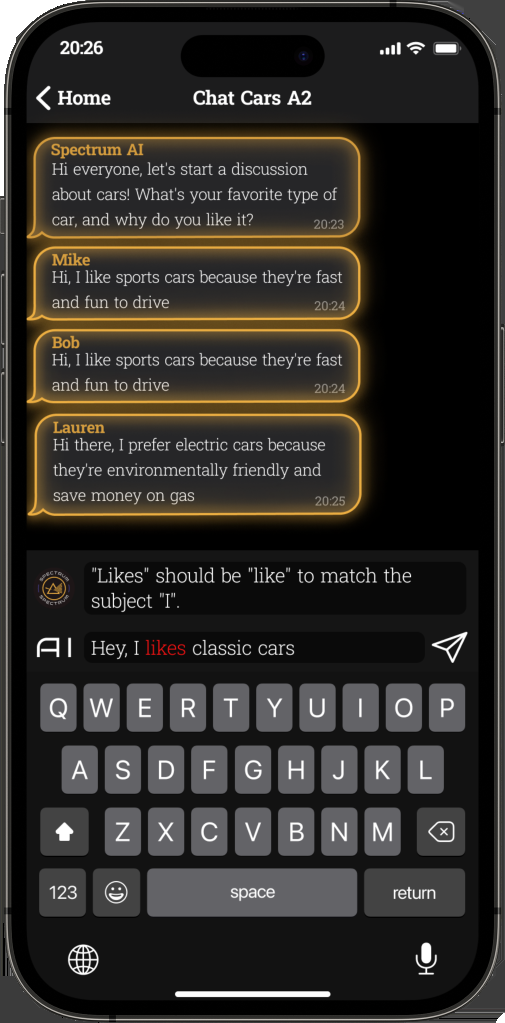 20:26
Home
Chat Cars A2
Spectrum AI
Hi everyone, let's start a discussion
about cars! What's your favorite type of
car, and why do you like it?
20:23
Mike
Hi, I like sports cars because they're fast
and fun to drive
20:24
Bob
Hi, I like sports cars because they're fast
and fun to drive
20:24
Lauren
Hi there, I prefer electric cars because
they're environmentally friendly and
save money on gas
20:25
SPECTRUM
SPECTRUM
"Likes" should be "like" to match the
subject "I".
AI
Hey, I likes classic cars
Q W E R T Y U I O P
A S D F G H J K L
Z X C V B N M
123
space
return